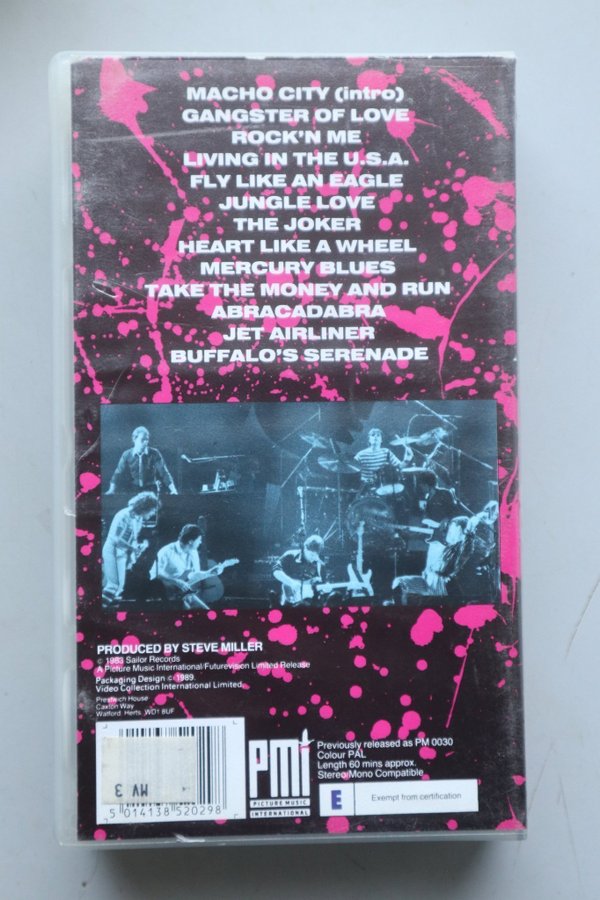 MACHO CITY (intro)
GANGSTER OF LOVE
ROCK'N ME
LIVING IN THE U.S.A.
FLY LIKE AN EAGLE
JUNGLE LOVE
THE JOKER
HEART LIKE A WHEEL
MERCURY BLUES
TAKE THE MONEY AND RUN
ABRACADABRA
JET AIRLINER
BUFFALO'S SERENADE
PRODUCED BY STEVE MILLER
© 1983 Sailor Records
A Picture Music International/Futurevision Limited Release
Packaging Design © 1989.
Video Collection International Limited.
Prestwich House
Caxton Way
Watford. Herts. WD1 8UF
MV 3
5 014138 520298
pmi
PICTURE MUSIC
INTERNATIONAL
Previously released as PM 0030
Colour PAL
Length 60 mins approx.
Stereo/Mono Compatible
E Exempt from certification